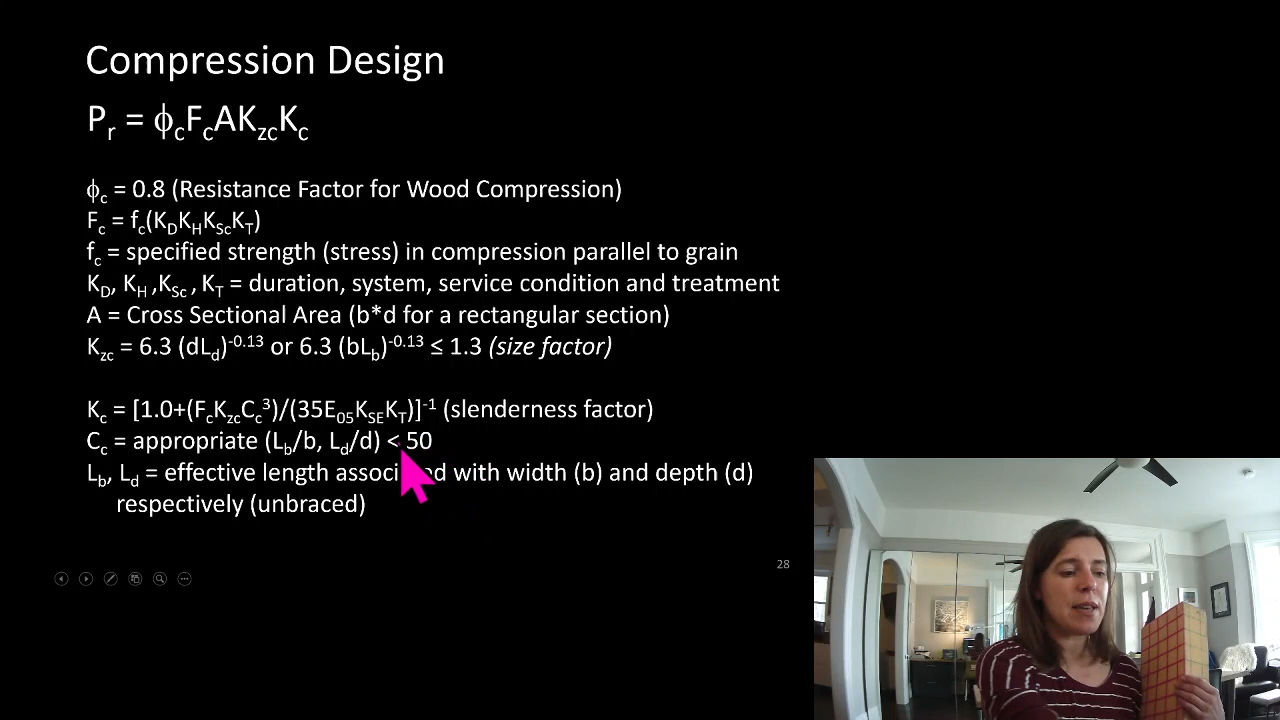 Compression Design
Pr = ϕcFcAKzcKc
ϕc = 0.8 (Resistance Factor for Wood Compression)
Fc = fc(KDKHKScKT)
fc = specified strength (stress) in compression parallel to grain
KD, KH ,KSc , KT = duration, system, service condition and treatment
A = Cross Sectional Area (b*d for a rectangular section)
Kzc = 6.3 (dLd)-0.13 or 6.3 (bLb)-0.13 ≤ 1.3 (size factor)
Kc = [1.0+(FcKzcCc3)/(35E05KSEKT)]-1 (slenderness factor)
Cc = appropriate (Lb/b, Ld/d) < 50
Lb, Ld = effective length with width (b) and depth (d)
respectively (unbraced)
28